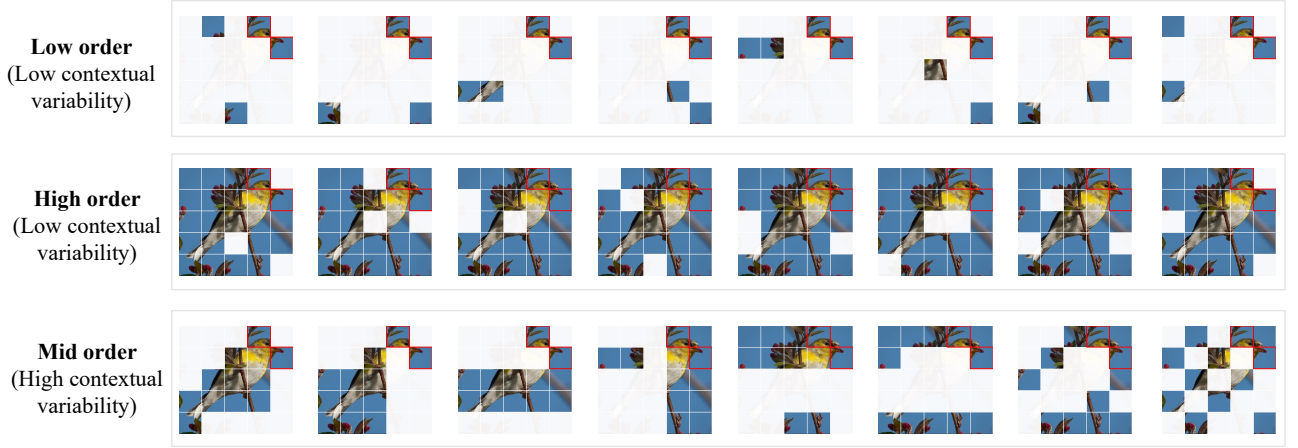 Low order
(Low contextual
variability)
High order
(Low contextual
variability)
Mid order
(High contextual
variability)